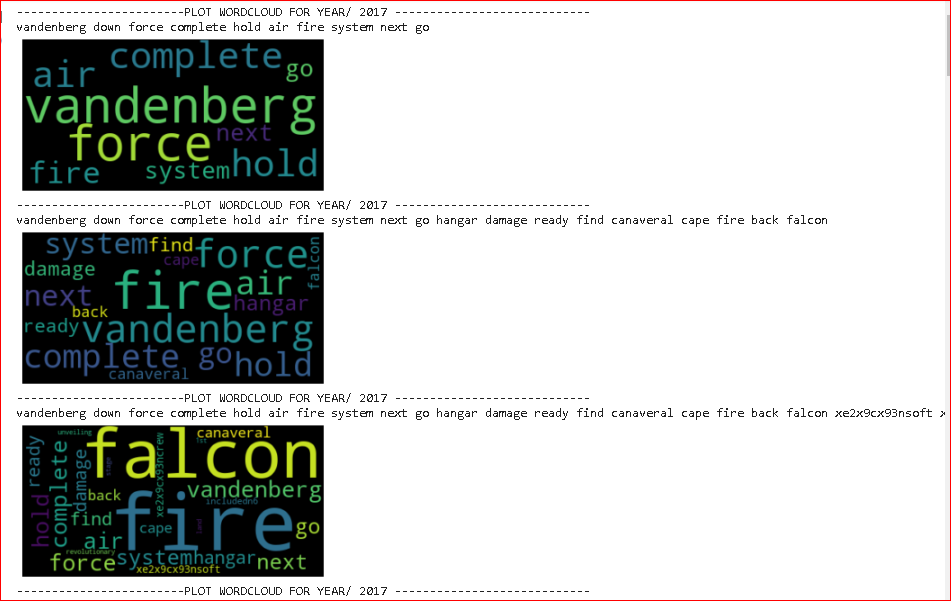 ------------------------PLOT WORDCLOUD FOR YEAR/ 2017 ----------------------------
vandenberg down force complete hold air fire system next go
complete
air go
vandenberg
force next
fire system hold
------------------------PLOT WORDCLOUD FOR YEAR/ 2017 ----------------------------
vandenberg down force complete hold air fire system next go hangar damage ready find canaveral cape fire back falcon
system find force falcon
damage cape
next fire air
back hangar
ready vandenberg
complete go hold
canaveral
------------------------PLOT WORDCLOUD FOR YEAR/ 2017 ----------------------------
vandenberg down force complete hold air fire system next go hangar damage ready find canaveral cape fire back falcon xe2x9cx93nsoft x
unveiling falcon canaveral
ready 1st
complete damage xe2x9cx93ncrew
hold back vandenberg
includedn6
find fire cape go
air
revolutionary
force system hangar next
xe2x9cx93nsoft
------------------------PLOT WORDCLOUD FOR YEAR/ 2017 ----------------------------